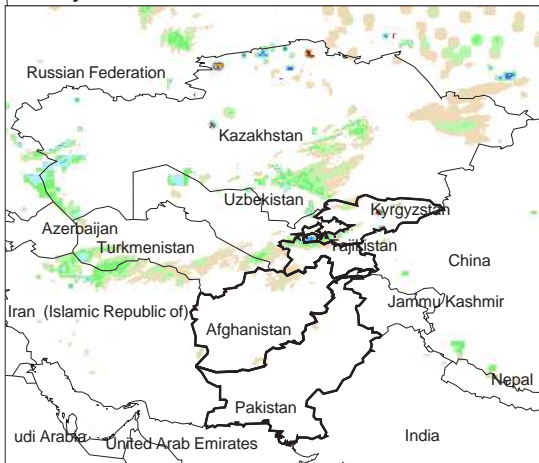 Russian Federation
Kazakhstan
Uzbekistan
Kyrgyzstan
Azerbaijan
Turkmenistan
Tajikistan
China
Iran (Islamic Republic of)
Jammu/Kashmir
Afghanistan
Nepal
Pakistan
udi Arabia
United Arab Emirates
India